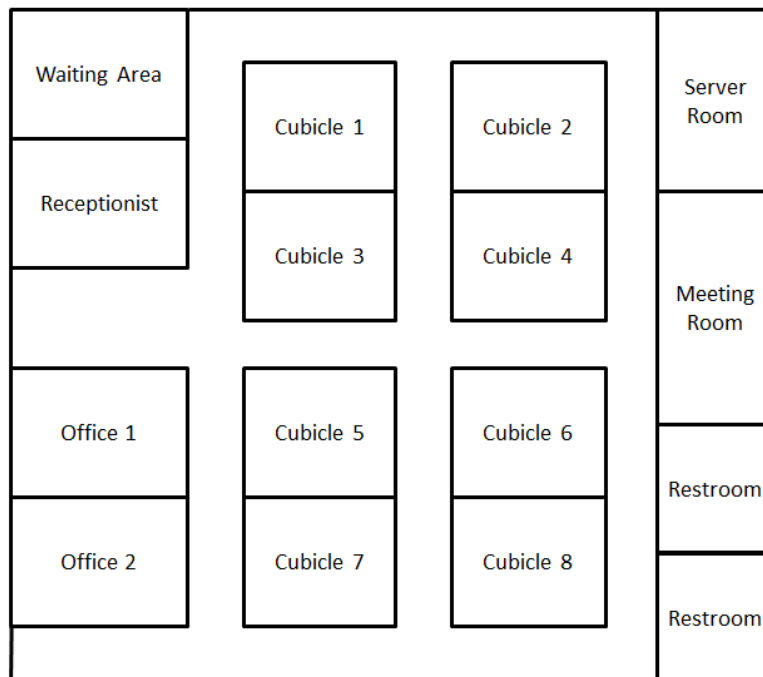 Waiting Area
Server
Room
Cubicle 1
Cubicle 2
Receptionist
Cubicle 3
Cubicle 4
Meeting
Room
Office 1
Cubicle 5
Cubicle 6
Restroom
Office 2
Cubicle 7
Cubicle 8
Restroom